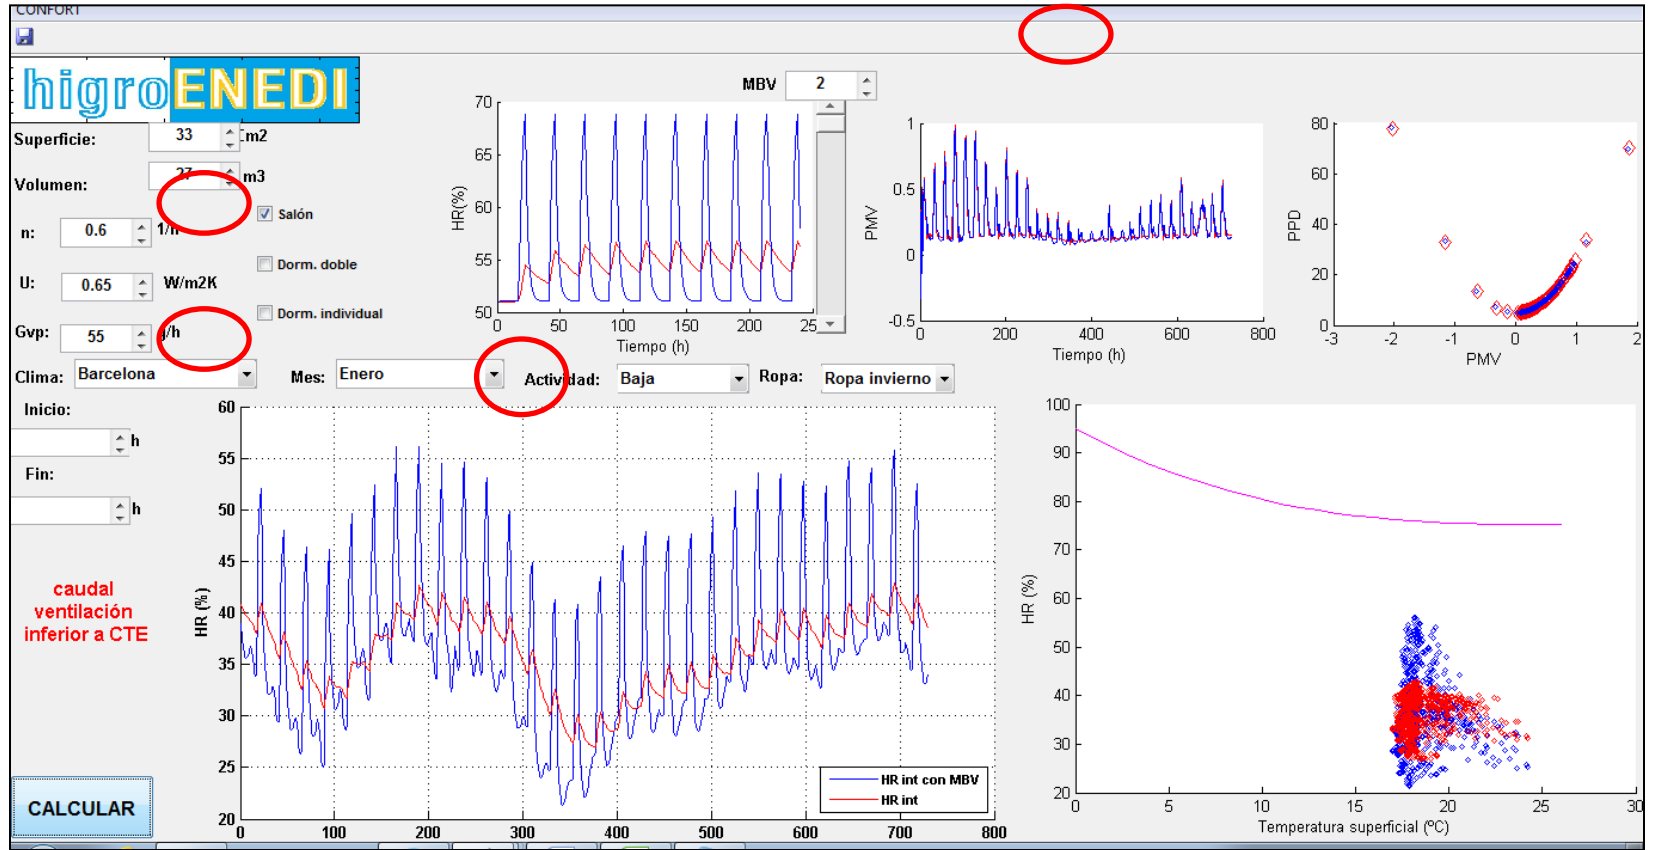 CONFORT
higroENEDI
MBV 2
Superficie: 33 m2
Volumen: 27 m3
n: 0.6 1/h
U: 0.65 W/m2K
Gvp: 55 g/h
Salón
Dorm. doble
Dorm. individual
70
65
60
55
50
HR(%)
0 50 100 150 200 25
Tiempo (h)
1
0.5
0
-0.5
PMV
0 200 400 600 800
Tiempo (h)
80
60
40
20
0
PPD
-3 -2 -1 0 1 2
PMV
Clima: Barcelona Mes: Enero Actividad: Baja Ropa: Ropa invierno
Inicio:
h
Fin:
h
caudal
ventilación
inferior a CTE
CALCULAR
60
55
50
45
40
35
30
25
20
HR (%)
0 100 200 300 400 500 600 700 800
HR int con MBV
HR int
100
90
80
70
60
50
40
30
20
HR (%)
0 5 10 15 20 25 30
Temperatura superficial (ºC)